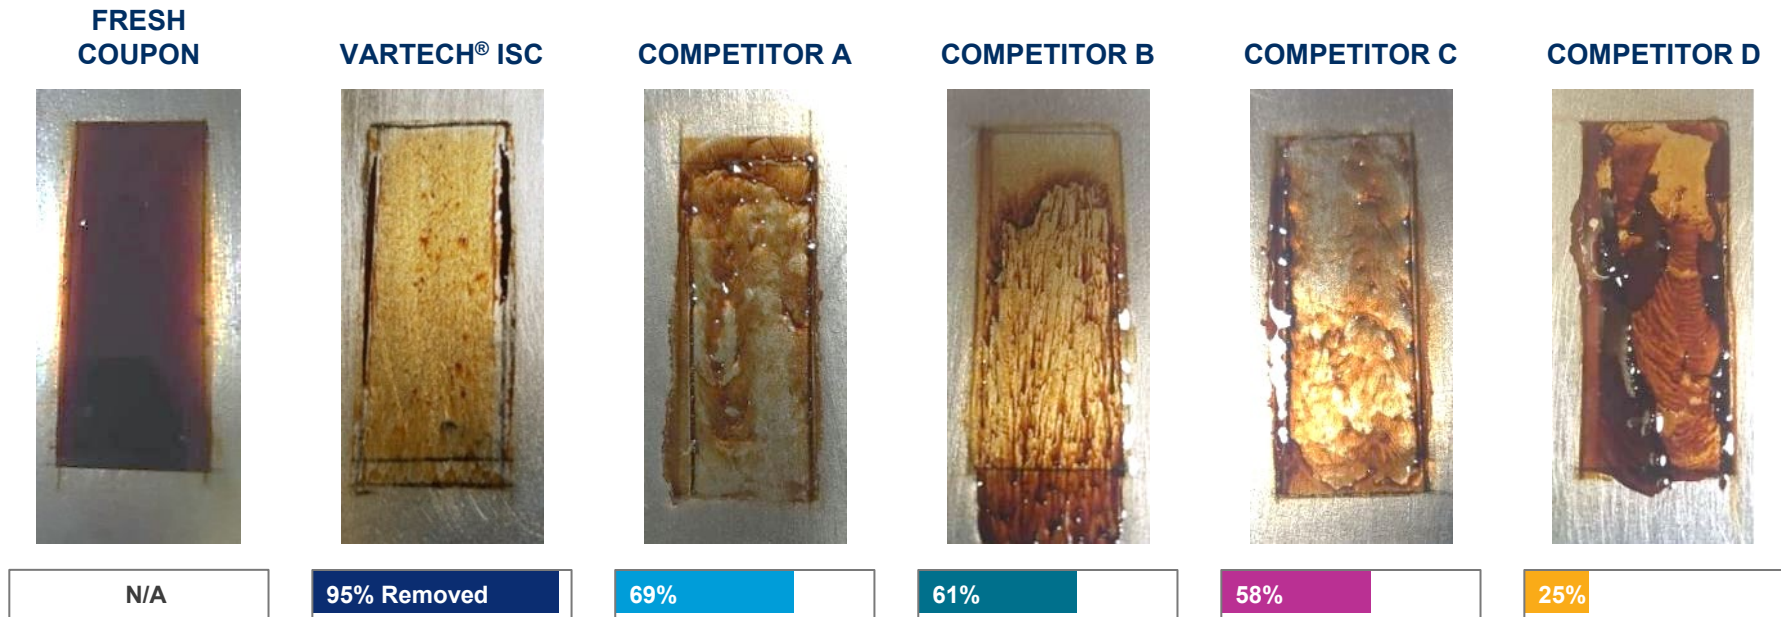 FRESH
COUPON
VARTECH® ISC
COMPETITOR A
COMPETITOR B
COMPETITOR C
COMPETITOR D
N/A
95% Removed
69%
61%
58%
25%